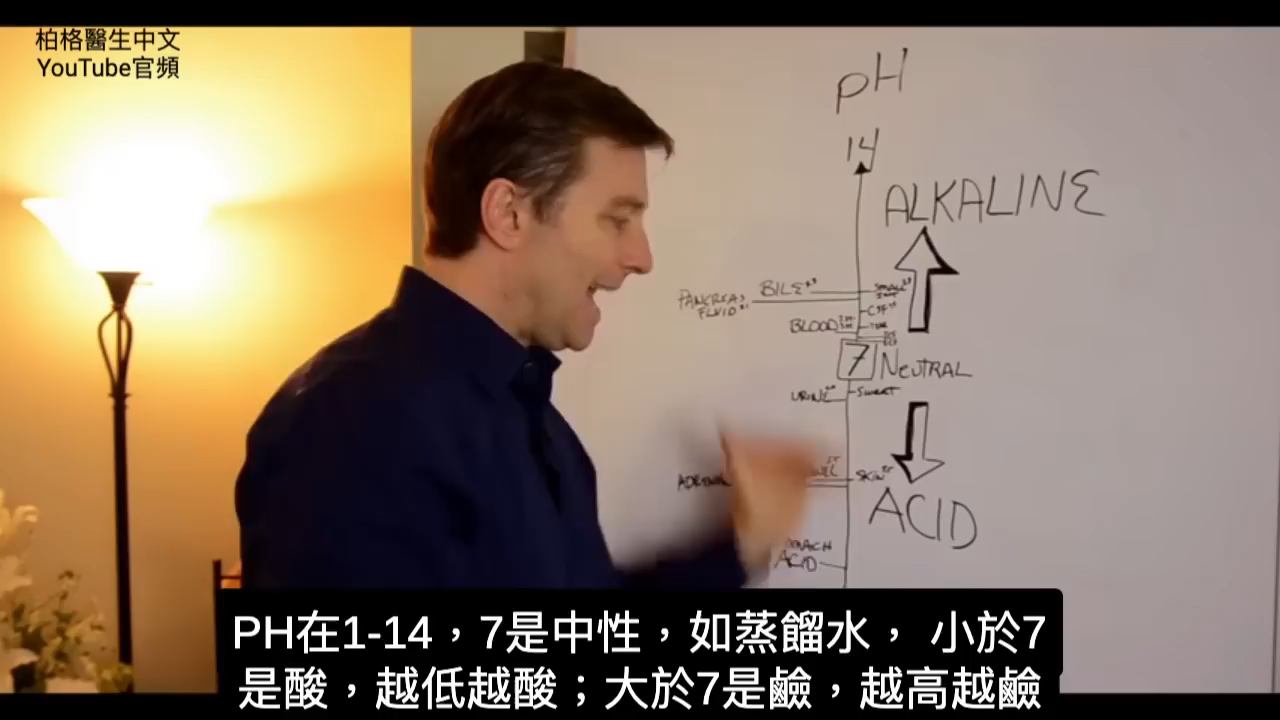 柏格醫生中文
YouTube官頻
pH
14
ALKALINE
BILE
PANCREAS
FLUID
BLOOD
CSF
7
NEUTRAL
URINE
SWEAT
SKIN
ACID
ACID
PH在1-14，7是中性，如蒸餾水， 小於7
是酸，越低越酸；大於7是鹼，越高越鹼